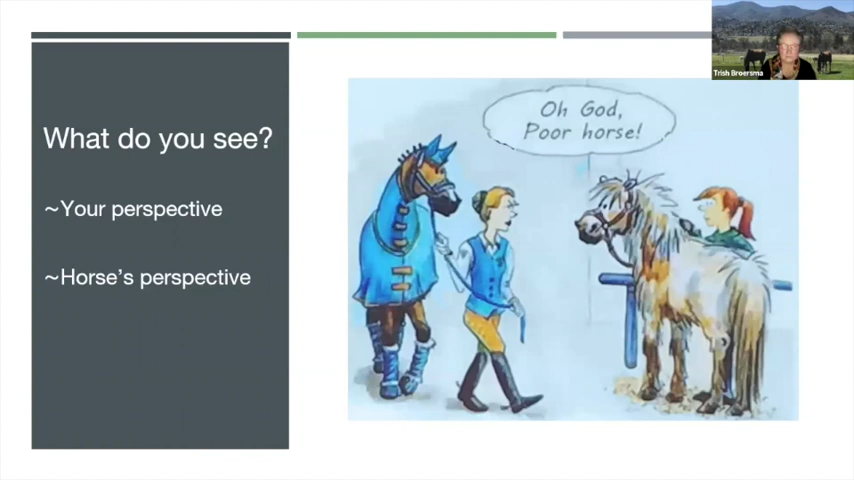 What do you see?
~Your perspective
~Horse's perspective
Oh God,
Poor horse!
Trish Broersma